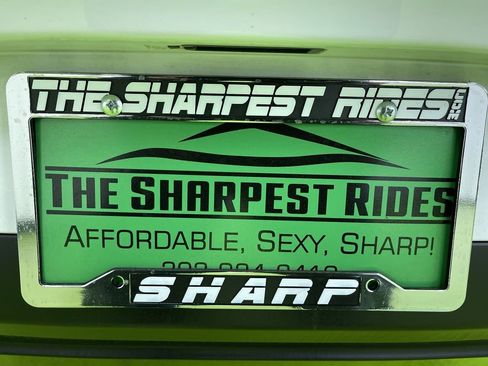 THE SHARPEST RIDES.COM
THE SHARPEST RIDES
AFFORDABLE, SEXY, SHARP!
SHARP